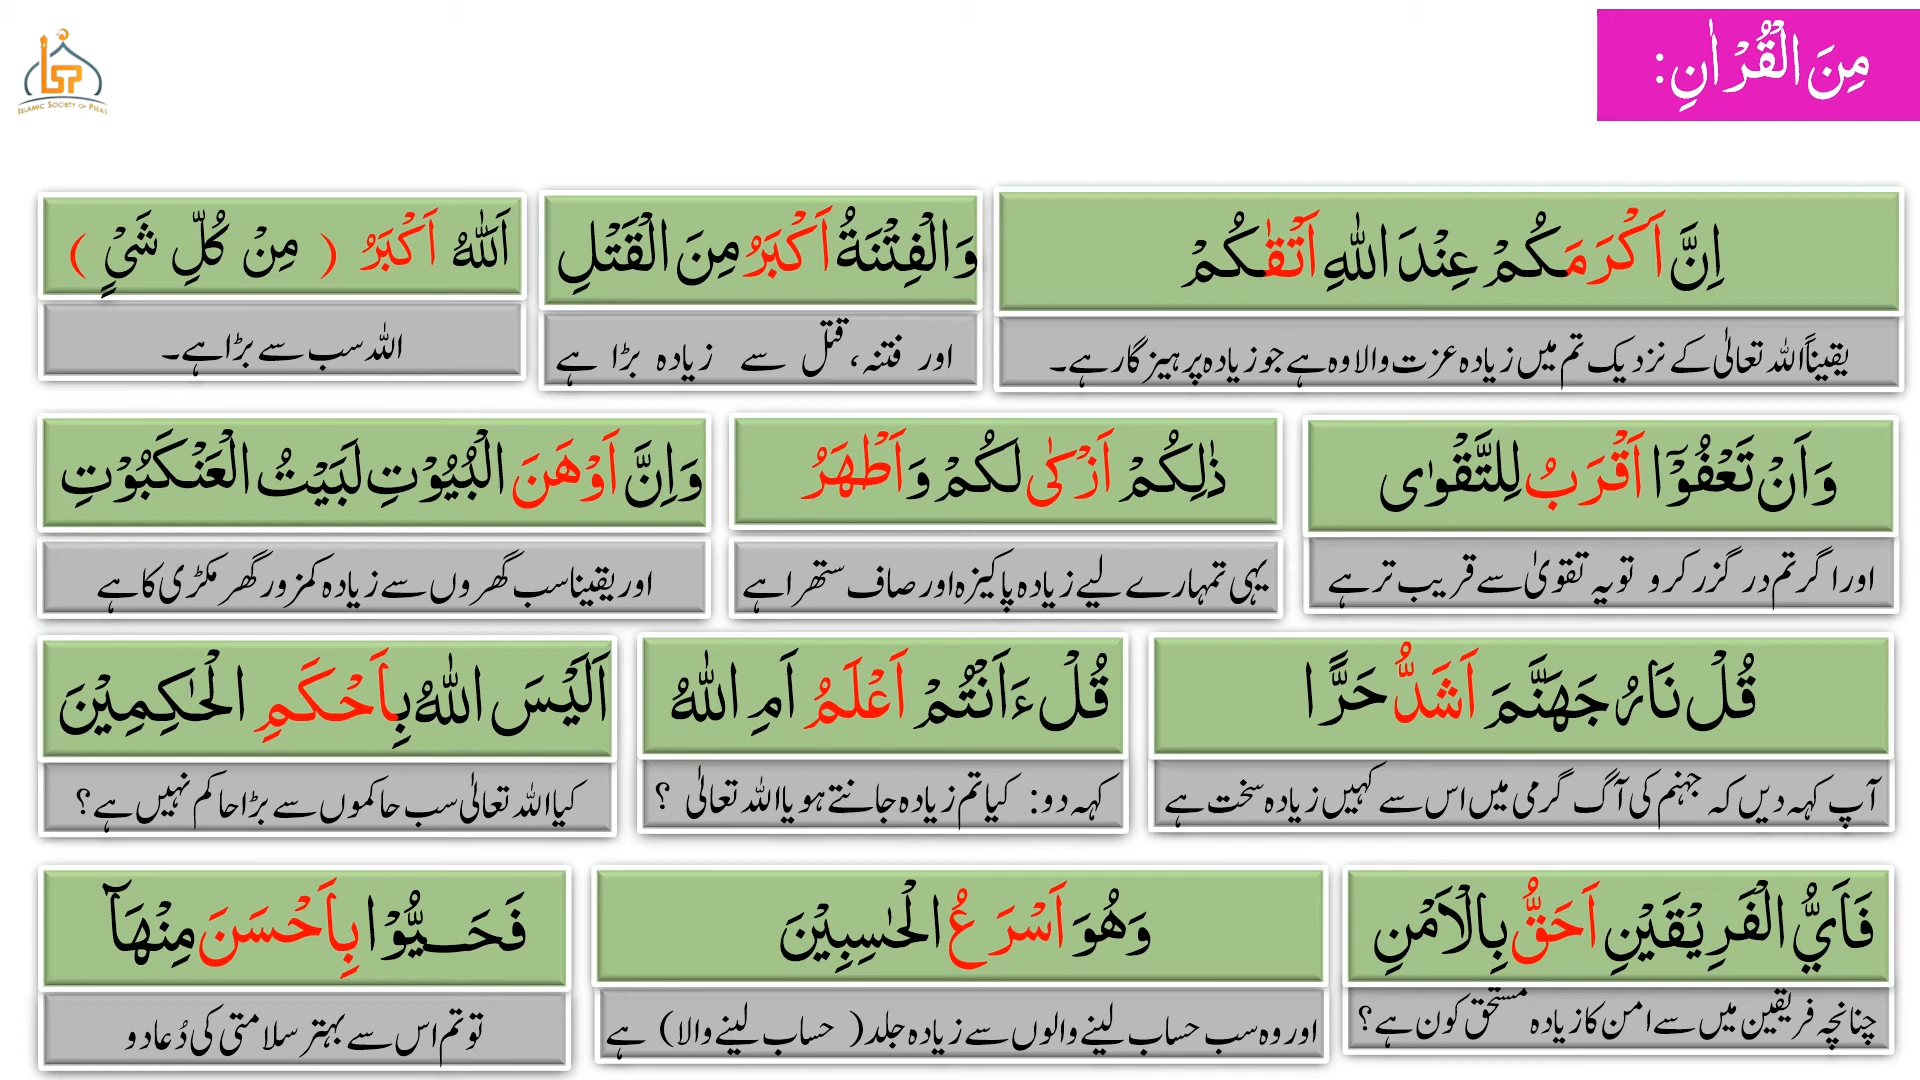 مِنَ الْقُرْاٰنِ:
ISLAMIC SOCIETY OF PIEAS
اِنَّ اَكْرَمَكُمْ عِنْدَ اللّٰهِ اَتْقٰكُمْ
یقیناً اللہ تعالیٰ کے نزدیک تم میں زیادہ عزت والا وہ ہے جو زیادہ پرہیزگار ہے۔
وَالْفِتْنَةُ اَكْبَرُ مِنَ الْقَتْلِ
اور فتنہ، قتل سے زیادہ بڑا ہے
اَللّٰهُ اَكْبَرُ ( مِنْ كُلِّ شَیْءٍ )
اللہ سب سے بڑا ہے۔
وَاَنْ تَعْفُوْٓا اَقْرَبُ لِلتَّقْوٰى
اور اگر تم درگزر کرو تو یہ تقویٰ سے قریب تر ہے
ذٰلِكُمْ اَزْكٰى لَكُمْ وَاَطْهَرُ
یہی تمہارے لیے زیادہ پاکیزہ اور صاف ستھرا ہے
وَاِنَّ اَوْهَنَ الْبُيُوْتِ لَبَيْتُ الْعَنْكَبُوْتِ
اور یقینا سب گھروں سے زیادہ کمزور گھر مکڑی کا ہے
قُلْ نَارُ جَهَنَّمَ اَشَدُّ حَرًّا
آپ کہہ دیں کہ جہنم کی آگ گرمی میں اس سے کہیں زیادہ سخت ہے
قُلْ ءَاَنْتُمْ اَعْلَمُ اَمِ اللّٰهُ
کہہ دو: کیا تم زیادہ جانتے ہو یا اللہ تعالیٰ ؟
اَلَيْسَ اللّٰهُ بِاَحْكَمِ الْحٰكِمِيْنَ
کیا اللہ تعالیٰ سب حاکموں سے بڑا حاکم نہیں ہے؟
فَاَيُّ الْفَرِيْقَيْنِ اَحَقُّ بِالْاَمْنِ
چنانچہ فریقین میں سے امن کا زیادہ مستحق کون ہے؟
وَهُوَ اَسْرَعُ الْحٰسِبِيْنَ
اور وہ سب حساب لینے والوں سے زیادہ جلد ( حساب لینے والا) ہے
فَحَيُّوْا بِاَحْسَنَ مِنْهَآ
تو تم اس سے بہتر سلامتی کی دُعا دو